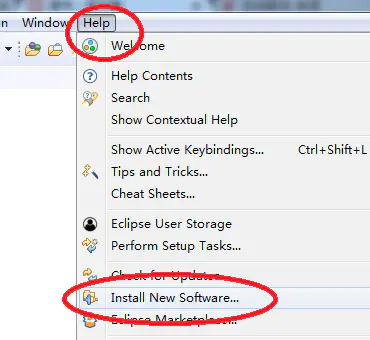 n Window Help
Welcome
Help Contents
Search
Show Contextual Help
Show Active Keybindings... Ctrl+Shift+L
Tips and Tricks...
Cheat Sheets...
Eclipse User Storage
Perform Setup Tasks...
Check for Updates
Install New Software...
Eclipse Marketplace...